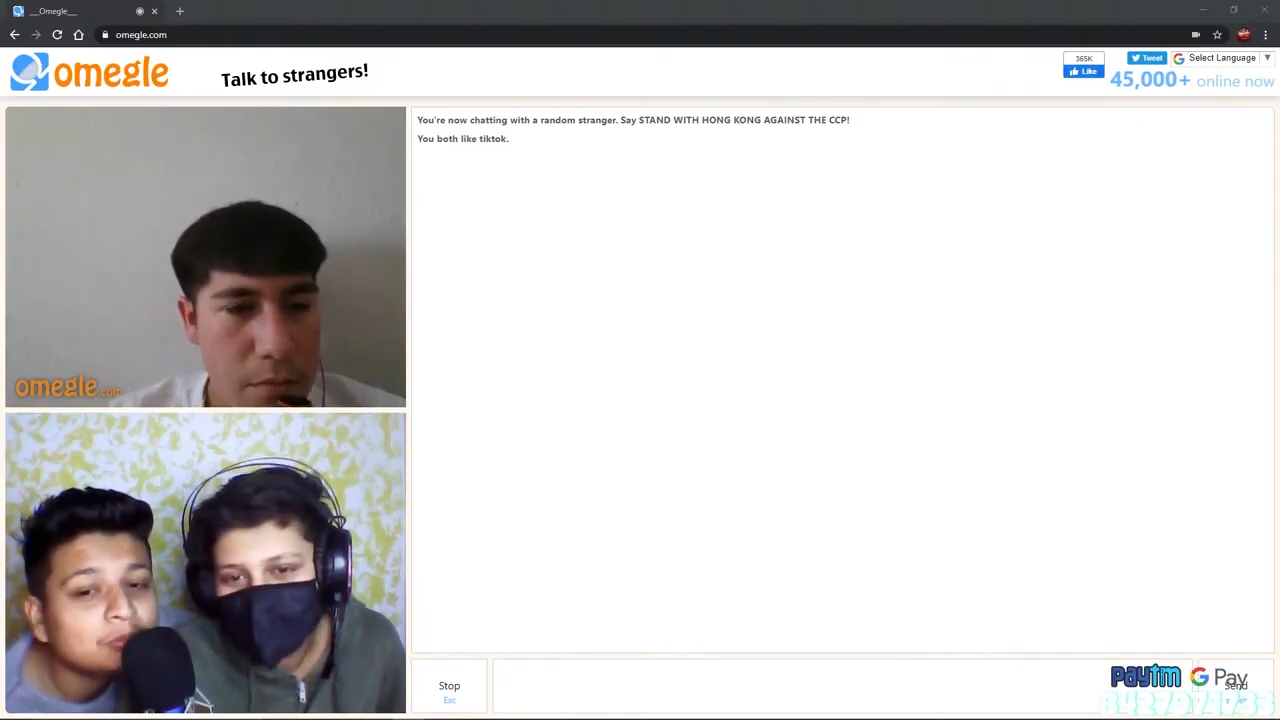 __Omegle__
omegle.com
omegle
Talk to strangers!
365K
Like
Tweet
Select Language
45,000+ online now
You're now chatting with a random stranger. Say STAND WITH HONG KONG AGAINST THE CCP!
You both like tiktok.
omegle.com
Stop
Esc
paytm
G Pay
Send